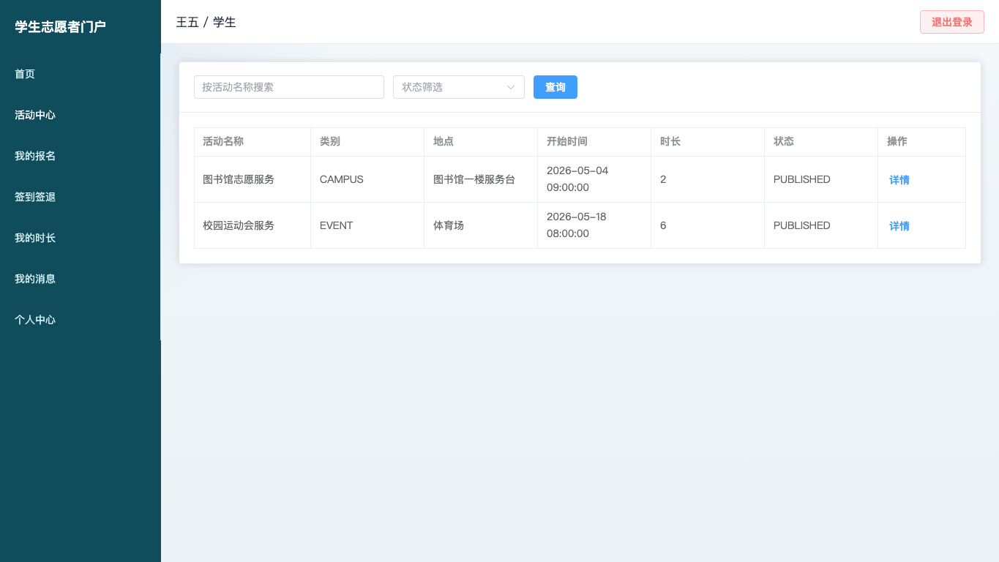 学生志愿者门户
首页
活动中心
我的报名
签到签退
我的时长
我的消息
个人中心
王五 / 学生
退出登录
按活动名称搜索
状态筛选
查询
活动名称 类别 地点 开始时间 时长 状态 操作
图书馆志愿服务 CAMPUS 图书馆一楼服务台 2026-05-04 09:00:00 2 PUBLISHED 详情
校园运动会服务 EVENT 体育场 2026-05-18 08:00:00 6 PUBLISHED 详情